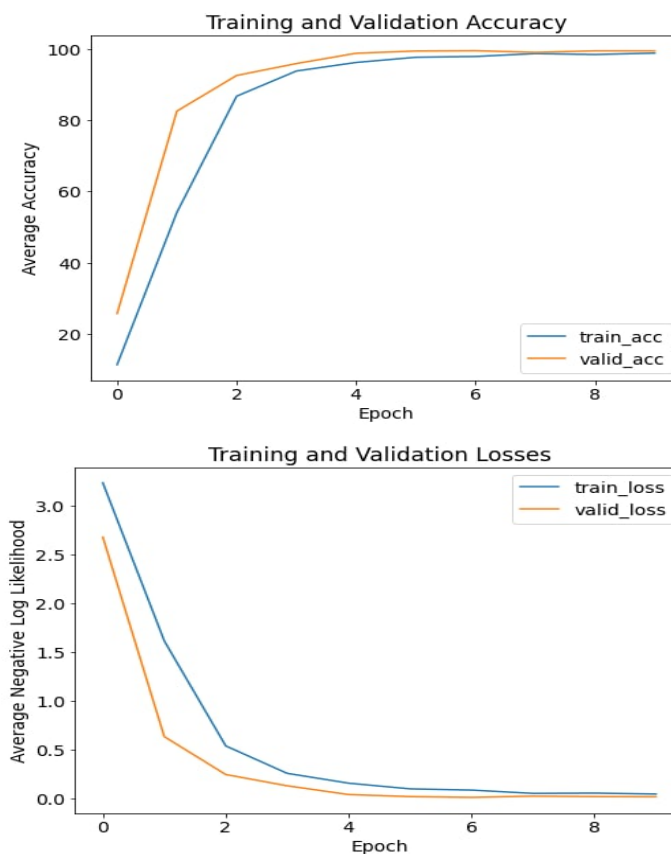 Training and Validation Accuracy
100
80
60
40
20
Average Accuracy
train_acc
valid_acc
0 2 4 6 8
Epoch
Training and Validation Losses
3.0
2.5
2.0
1.5
1.0
0.5
0.0
Average Negative Log Likelihood
train_loss
valid_loss
0 2 4 6 8
Epoch